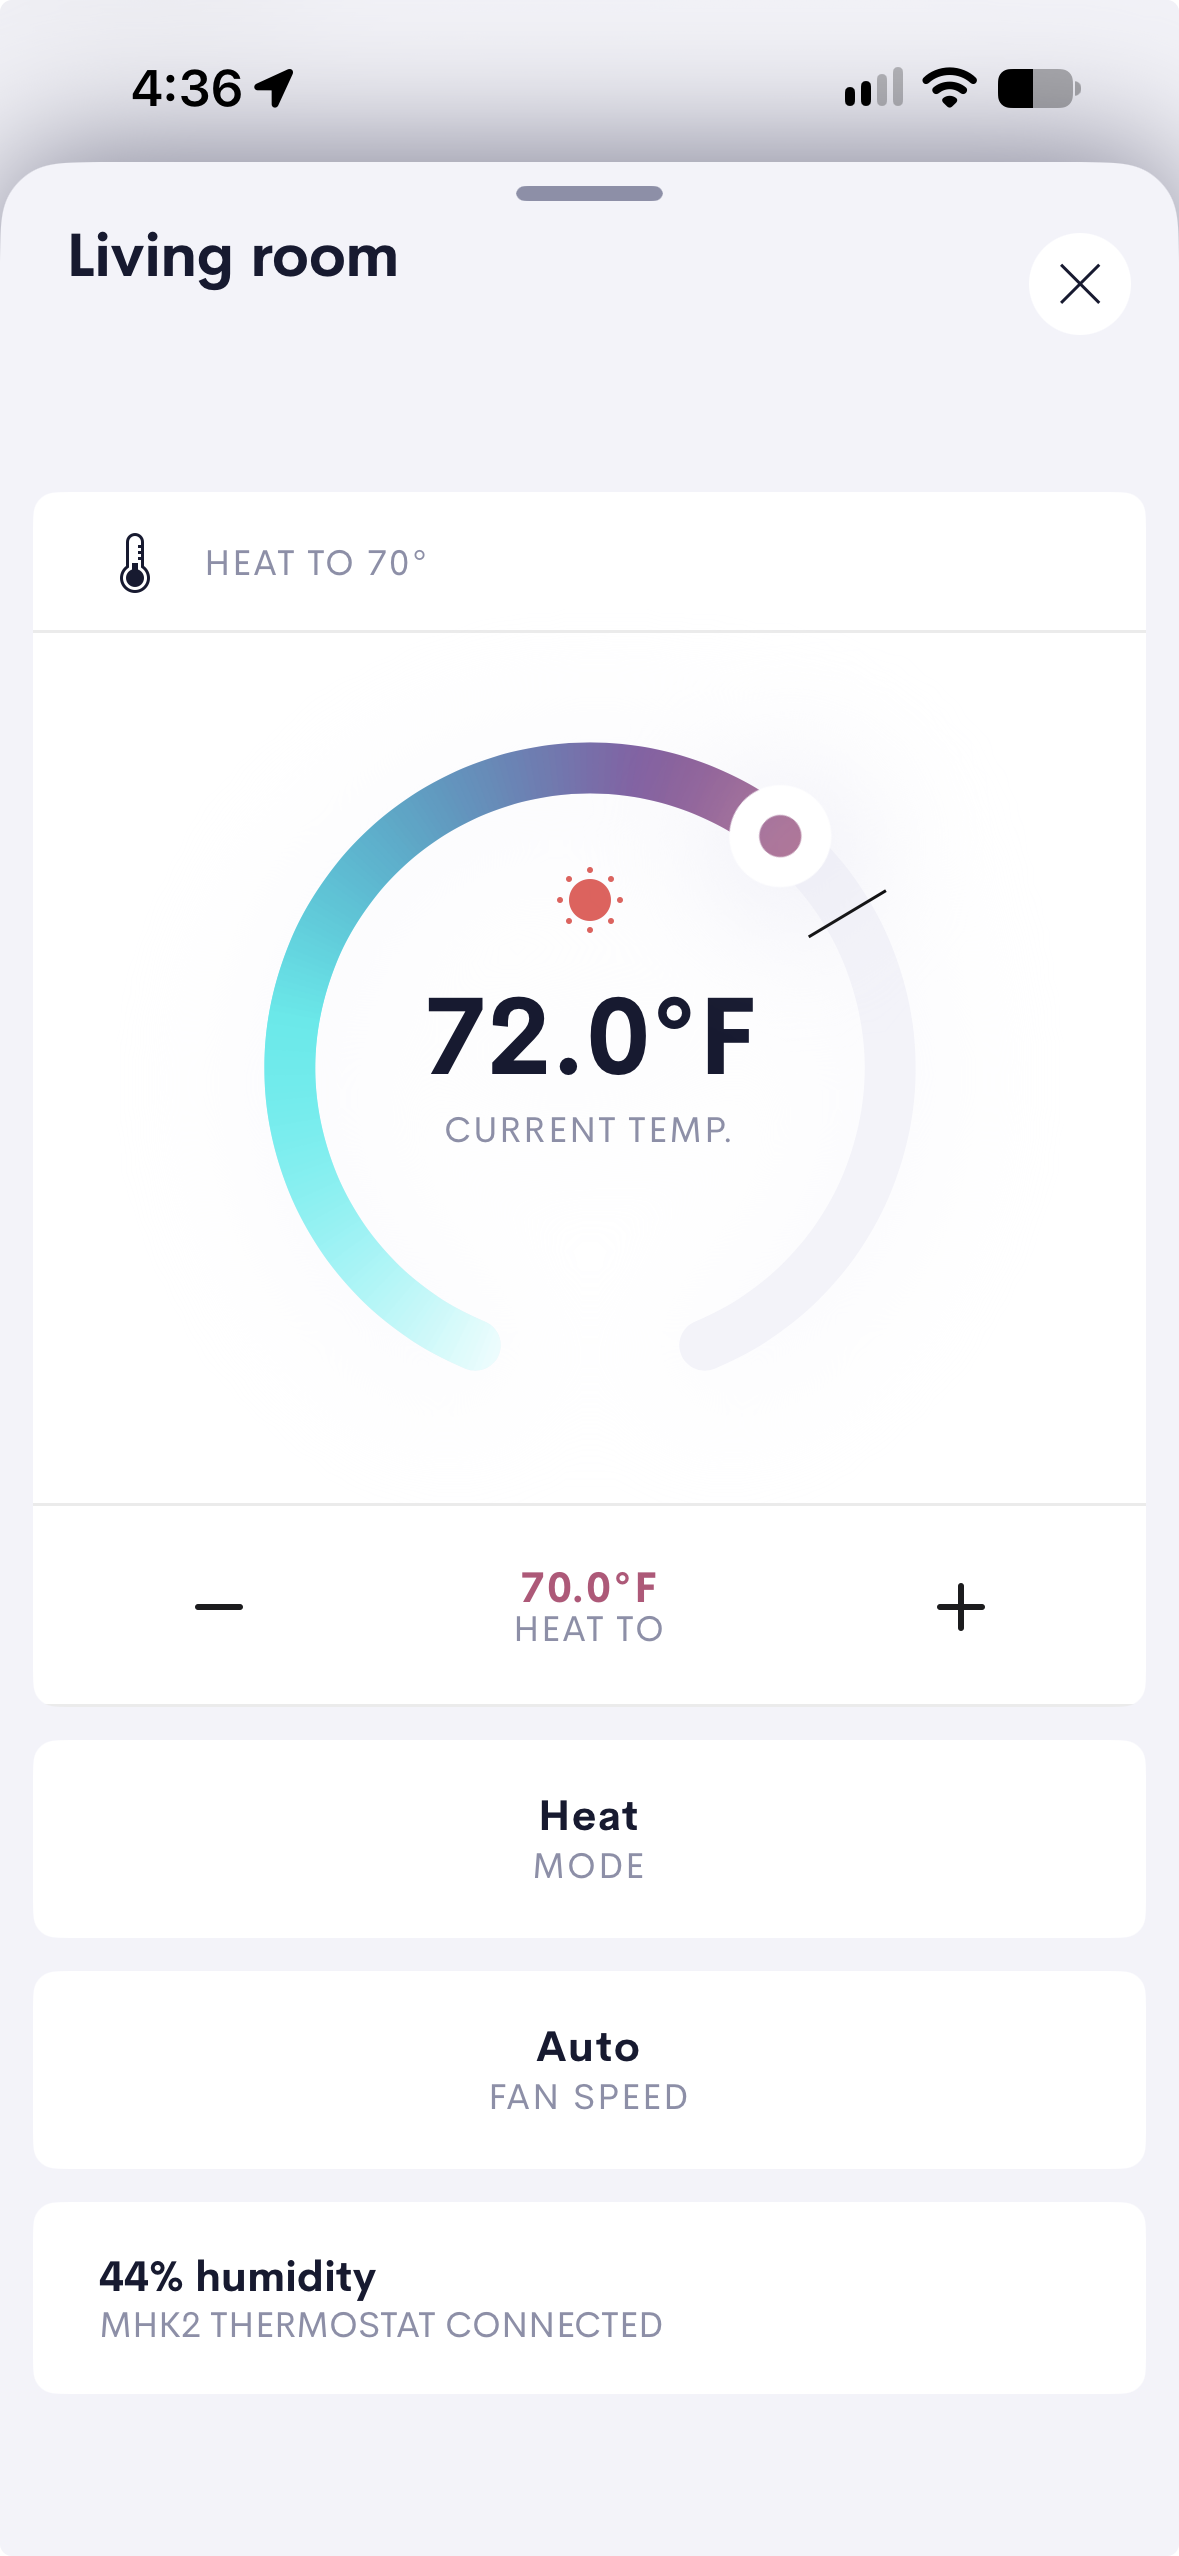 4:36
Living room
HEAT TO 70°
72.0°F
CURRENT TEMP.
70.0°F
HEAT TO
Heat
MODE
Auto
FAN SPEED
44% humidity
MHK2 THERMOSTAT CONNECTED